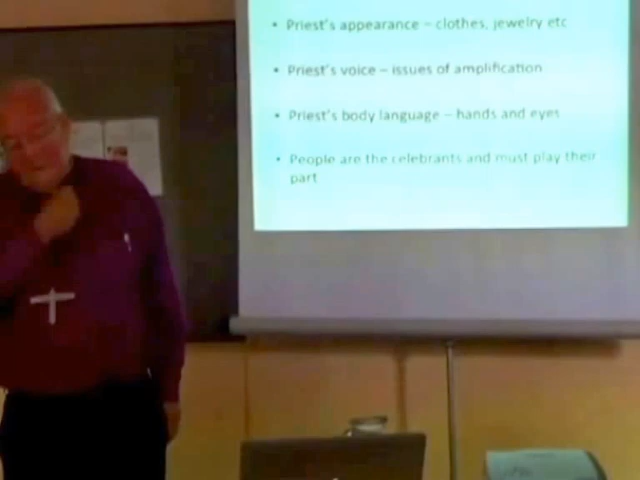 • Priest's appearance – clothes, jewelry etc
• Priest's voice – issues of amplification
• Priest's body language – hands and eyes
• People are the celebrants and must play their
part